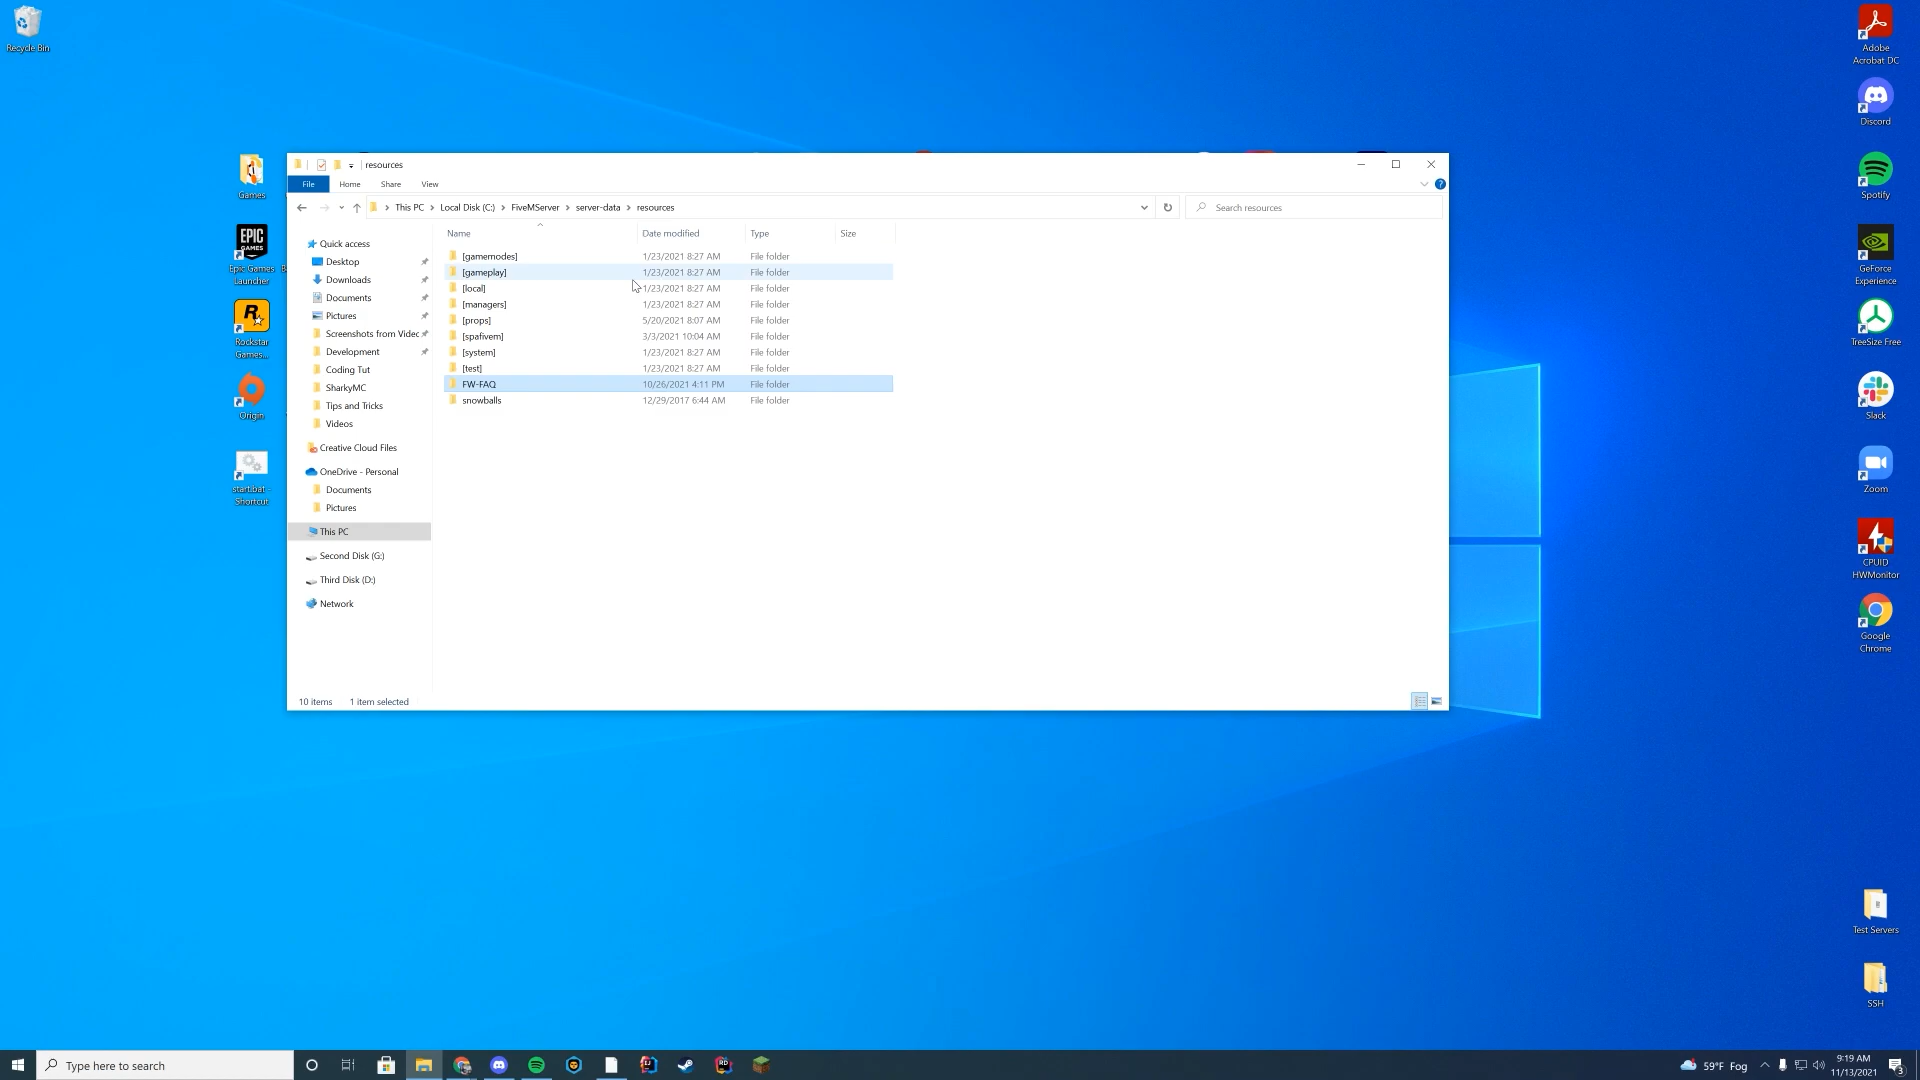 Recycle Bin
Games
EPIC
GAMES
Epic Games
Launcher
Rockstar
Games...
Origin
start.bat -
Shortcut
resources
File
Home
Share
View
This PC
Local Disk (C:)
FiveMServer
server-data
resources
Search resources
Quick access
Desktop
Downloads
Documents
Pictures
Screenshots from Videc
Development
Coding Tut
SharkyMC
Tips and Tricks
Videos
Creative Cloud Files
OneDrive - Personal
Documents
Pictures
This PC
Second Disk (G:)
Third Disk (D:)
Network
Name
Date modified
Type
Size
[gamemodes] 1/23/2021 8:27 AM File folder
[gameplay] 1/23/2021 8:27 AM File folder
[local] 1/23/2021 8:27 AM File folder
[managers] 1/23/2021 8:27 AM File folder
[props] 5/20/2021 8:07 AM File folder
[spafivem] 3/3/2021 10:04 AM File folder
[system] 1/23/2021 8:27 AM File folder
[test] 1/23/2021 8:27 AM File folder
FW-FAQ 10/26/2021 4:11 PM File folder
snowballs 12/29/2017 6:44 AM File folder
10 items
1 item selected
Adobe
Acrobat DC
Discord
Spotify
GeForce
Experience
TreeSize Free
Slack
Zoom
CPUID
HWMonitor
Google
Chrome
Test Servers
SSH
Type here to search
59°F Fog
9:19 AM
11/13/2021
3